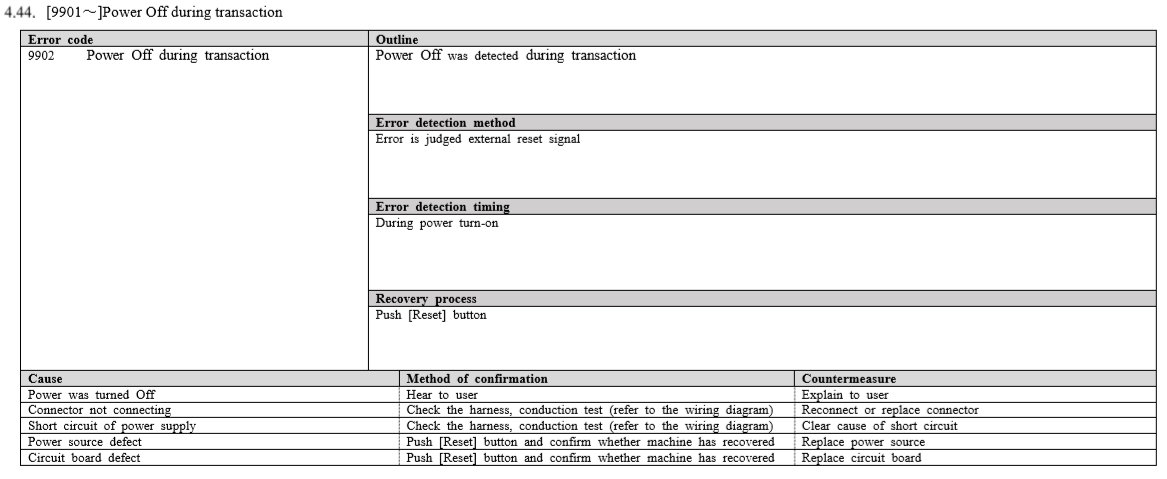 4.44. [9901～]Power Off during transaction
Error code
9902 Power Off during transaction
Outline
Power Off was detected during transaction
Error detection method
Error is judged external reset signal
Error detection timing
During power turn-on
Recovery process
Push [Reset] button
Cause Method of confirmation Countermeasure
Power was turned Off Hear to user Explain to user
Connector not connecting Check the harness, conduction test (refer to the wiring diagram) Reconnect or replace connector
Short circuit of power supply Check the harness, conduction test (refer to the wiring diagram) Clear cause of short circuit
Power source defect Push [Reset] button and confirm whether machine has recovered Replace power source
Circuit board defect Push [Reset] button and confirm whether machine has recovered Replace circuit board